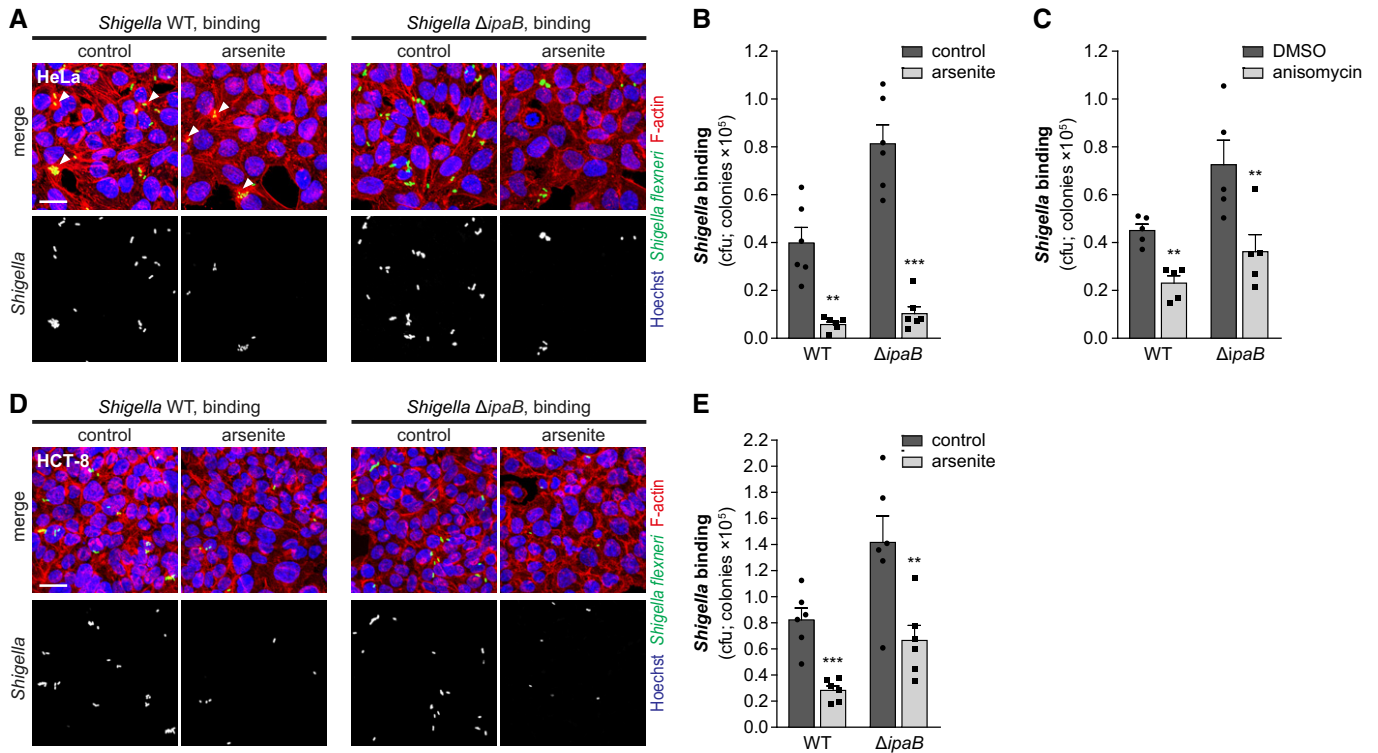 A
Shigella WT, binding
Shigella ΔipaB, binding
control
arsenite
control
arsenite
HeLa
merge
Shigella
Hoechst Shigella flexneri F-actin
B
control
arsenite
Shigella binding
(cfu; colonies ×10⁵)
1.2
1.0
0.8
0.6
0.4
0.2
0.0
**
***
WT
ΔipaB
C
DMSO
anisomycin
Shigella binding
(cfu; colonies ×10⁵)
1.2
1.0
0.8
0.6
0.4
0.2
0.0
**
**
WT
ΔipaB
D
Shigella WT, binding
Shigella ΔipaB, binding
control
arsenite
control
arsenite
HCT-8
merge
Shigella
Hoechst Shigella flexneri F-actin
E
control
arsenite
Shigella binding
(cfu; colonies ×10⁵)
2.2
2.0
1.8
1.6
1.4
1.2
1.0
0.8
0.6
0.4
0.2
0.0
***
**
WT
ΔipaB